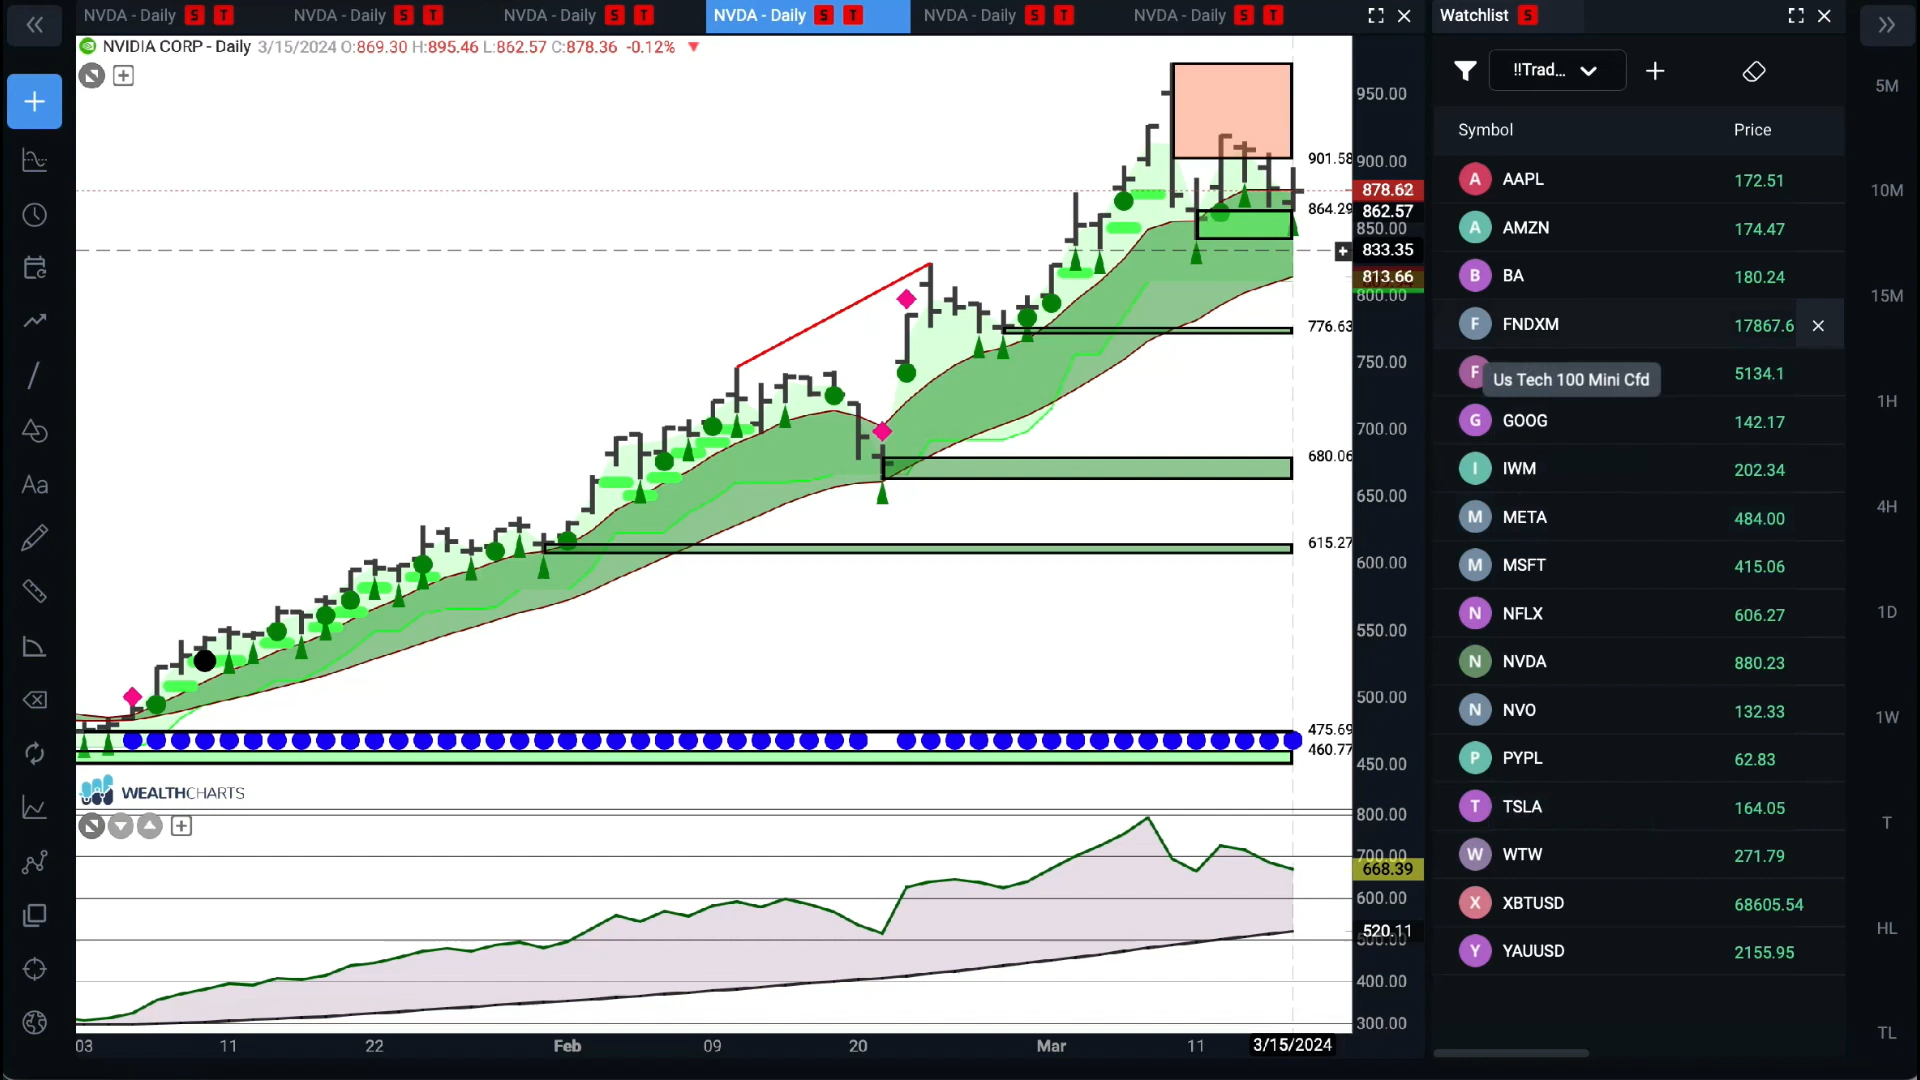 NVDA - Daily S T NVDA - Daily S T NVDA - Daily S T NVDA - Daily S T NVDA - Daily S T NVDA - Daily S T
Watchlist S
NVIDIA CORP - Daily 3/15/2024 O:869.30 H:895.46 L:862.57 C:878.36 -0.12%
!!Trad...
Symbol Price
A AAPL 172.51
A AMZN 174.47
B BA 180.24
F FNDXM 17867.6
F Us Tech 100 Mini Cfd 5134.1
G GOOG 142.17
I IWM 202.34
M META 484.00
M MSFT 415.06
N NFLX 606.27
N NVDA 880.23
N NVO 132.33
P PYPL 62.83
T TSLA 164.05
W WTW 271.79
X XBTUSD 68605.54
Y YAUUSD 2155.95
5M
10M
15M
1H
4H
1D
1W
T
HL
TL
Aa
950.00
901.58
900.00
878.62
864.29
862.57
850.00
833.35
813.66
800.00
776.63
750.00
700.00
680.06
650.00
615.27
600.00
550.00
500.00
475.69
460.77
450.00
WEALTHCHARTS
800.00
700.00
668.39
600.00
520.11
500.00
400.00
300.00
03 11 22 Feb 09 20 Mar 11 3/15/2024